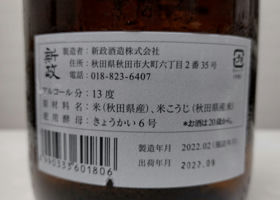 新政
製造者：新政酒造株式会社
住所：秋田県秋田市大町六丁目2番35号
電話：018-823-6407
アルコール分：13度
原材料名：米（秋田県産）、米こうじ（秋田県産米）
使用酵母：きょうかい6号
*お酒は20歳から。
4990333601806
製造年月 2022.02
出荷年月 2022.09